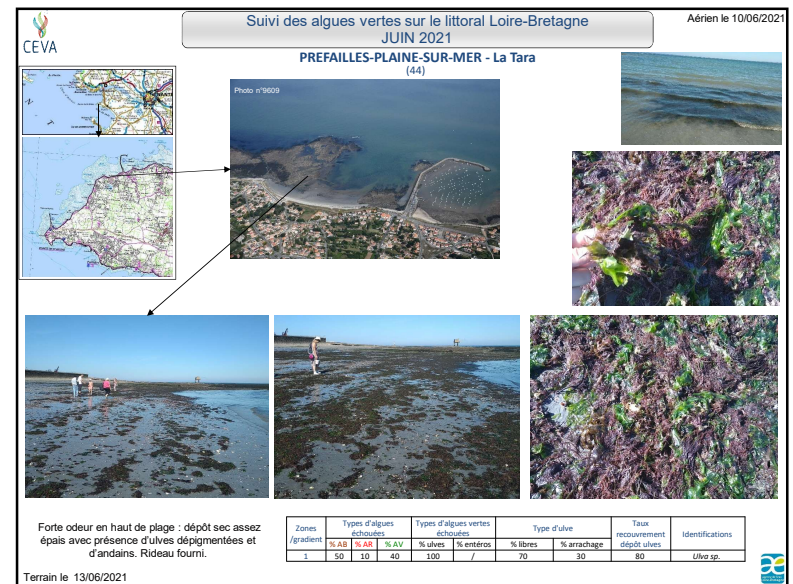 CEVA
Suivi des algues vertes sur le littoral Loire-Bretagne
JUIN 2021
Aérien le 10/06/2021
PREFAILLES-PLAINE-SUR-MER - La Tara
(44)
Photo n°9609
Forte odeur en haut de plage : dépôt sec assez
épais avec présence d'ulves dépigmentées et
d'andains. Rideau fourni.
Zones /gradient Types d'algues échouées Types d'algues vertes échouées Type d'ulve Taux recouvrement dépôt ulves Identifications
% AB % AR % AV % ulves % entéros % libres % arrachage
1 50 10 40 100 / 70 30 80 Ulva sp.
Terrain le 13/06/2021